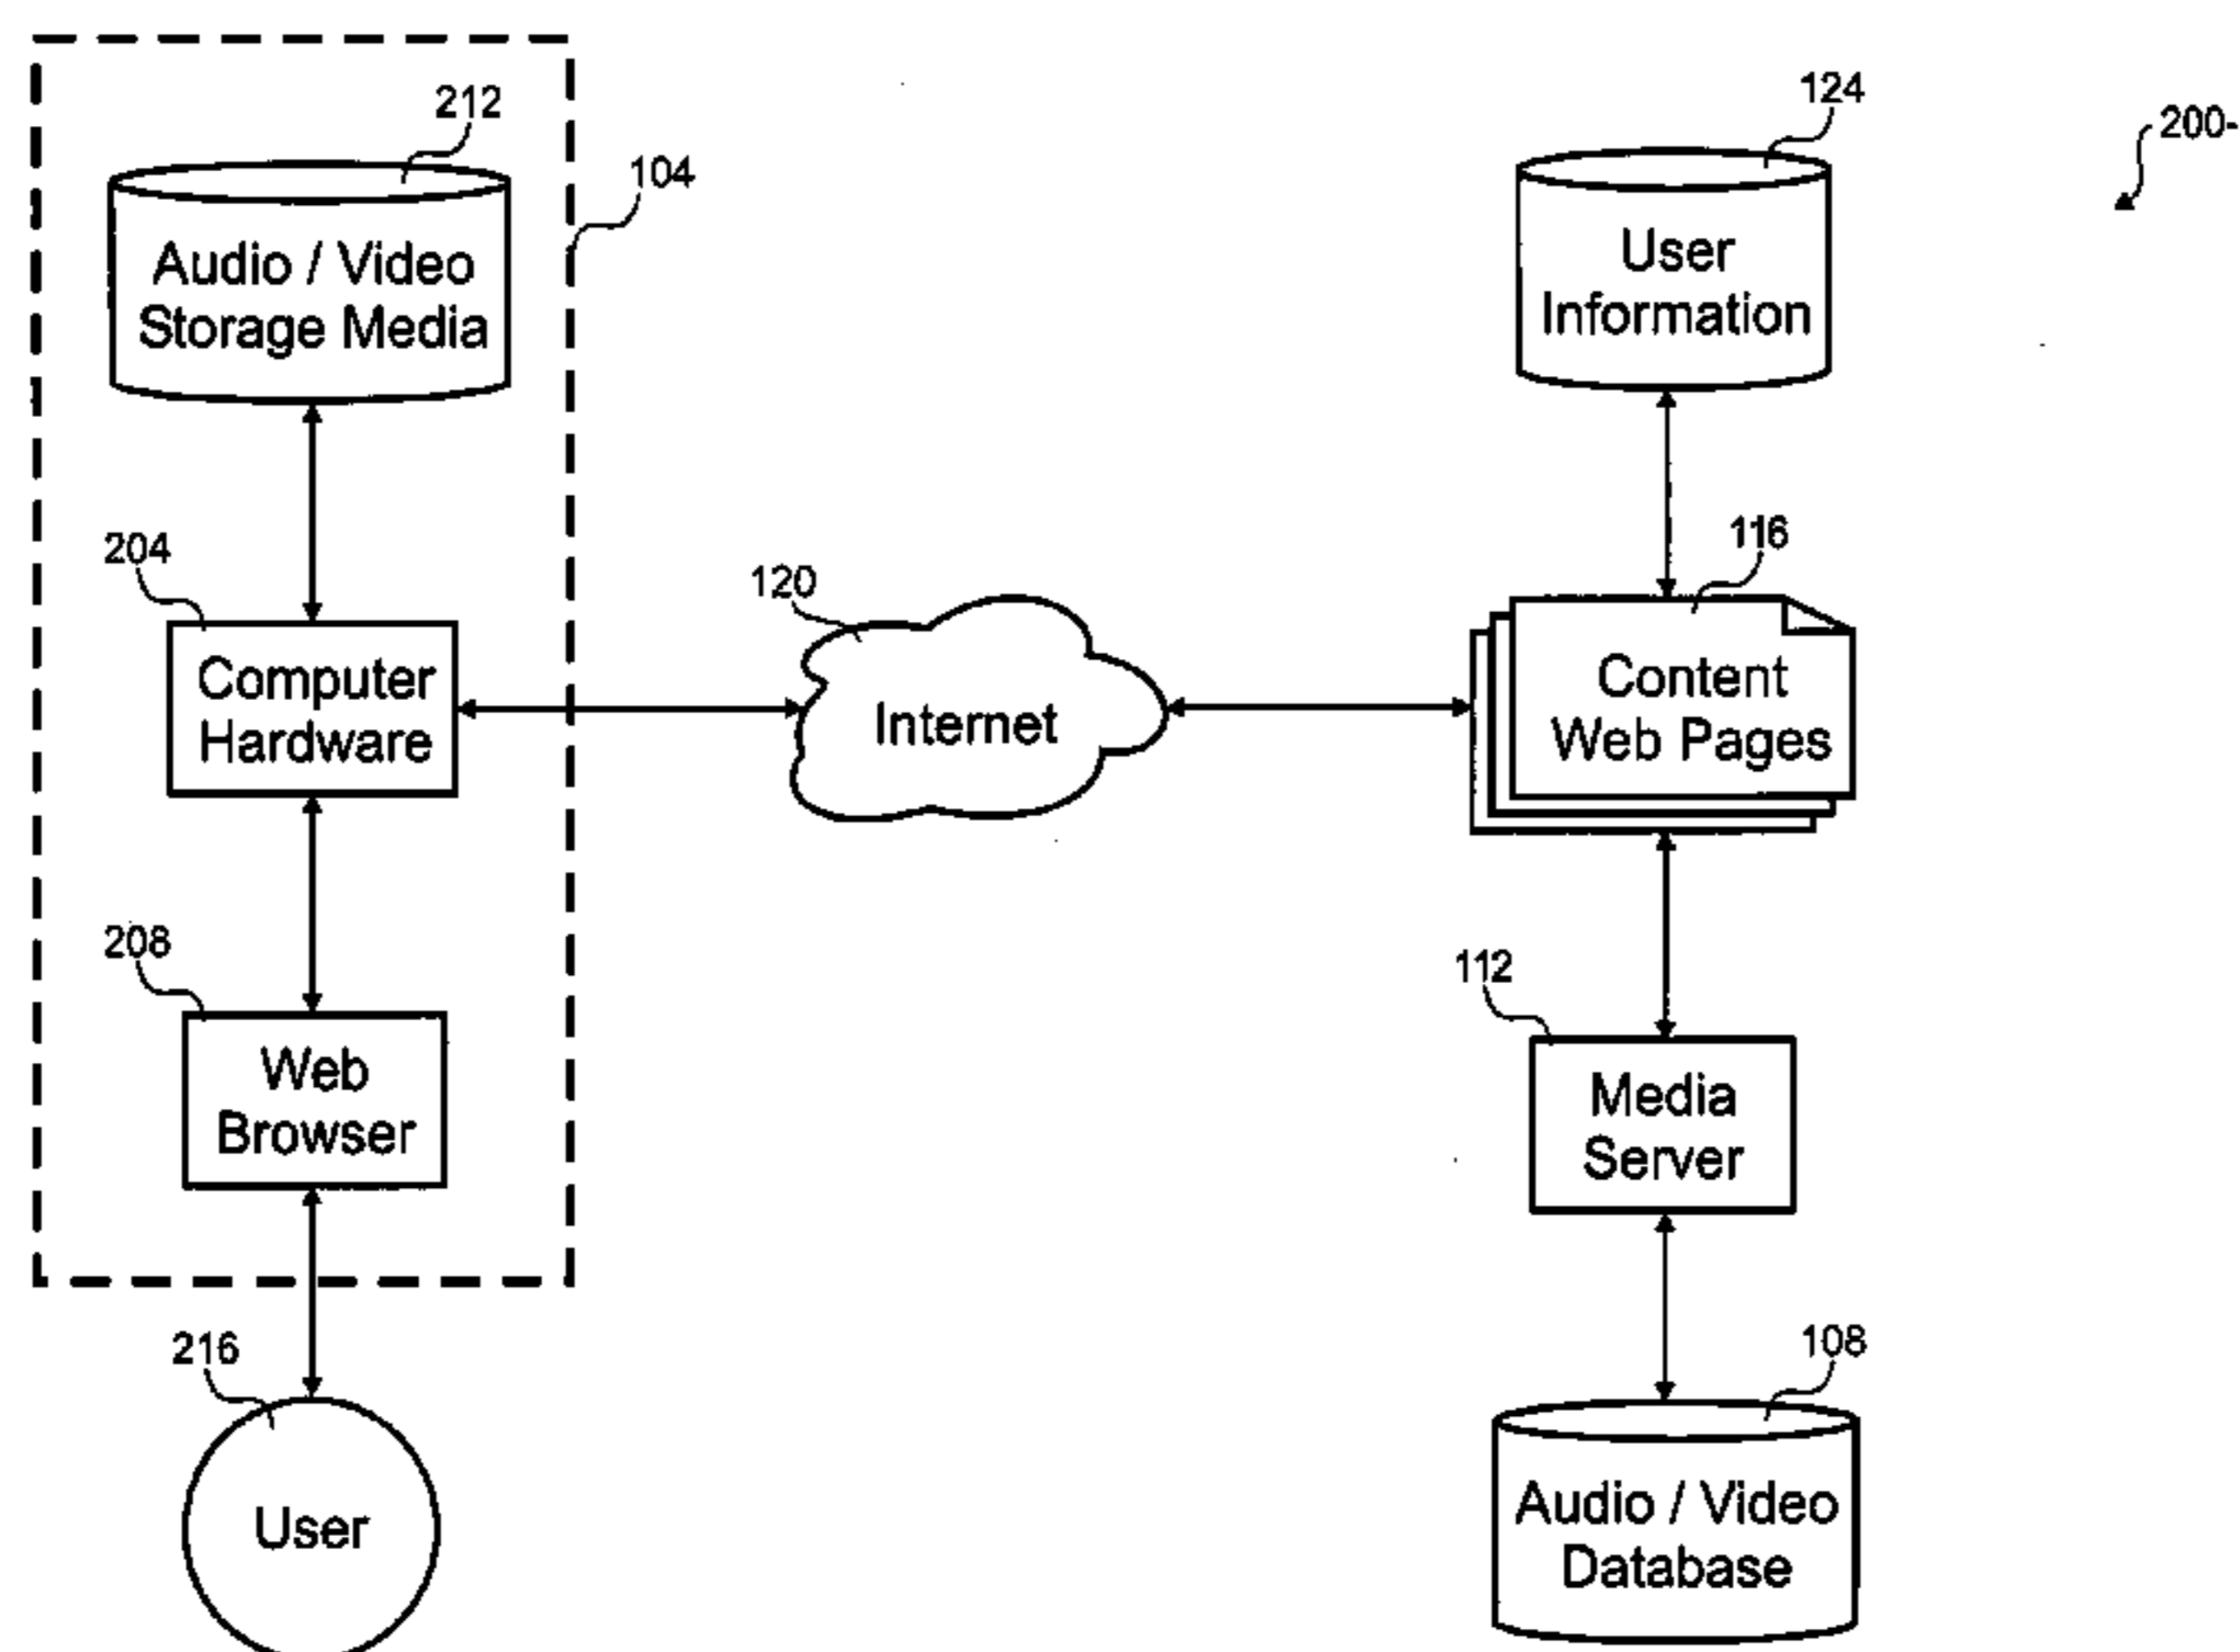 212
104
Audio / Video
Storage Media
204
Computer
Hardware
208
Web
Browser
216
User
120
Internet
124
200-
User
Information
116
Content
Web Pages
112
Media
Server
108
Audio / Video
Database